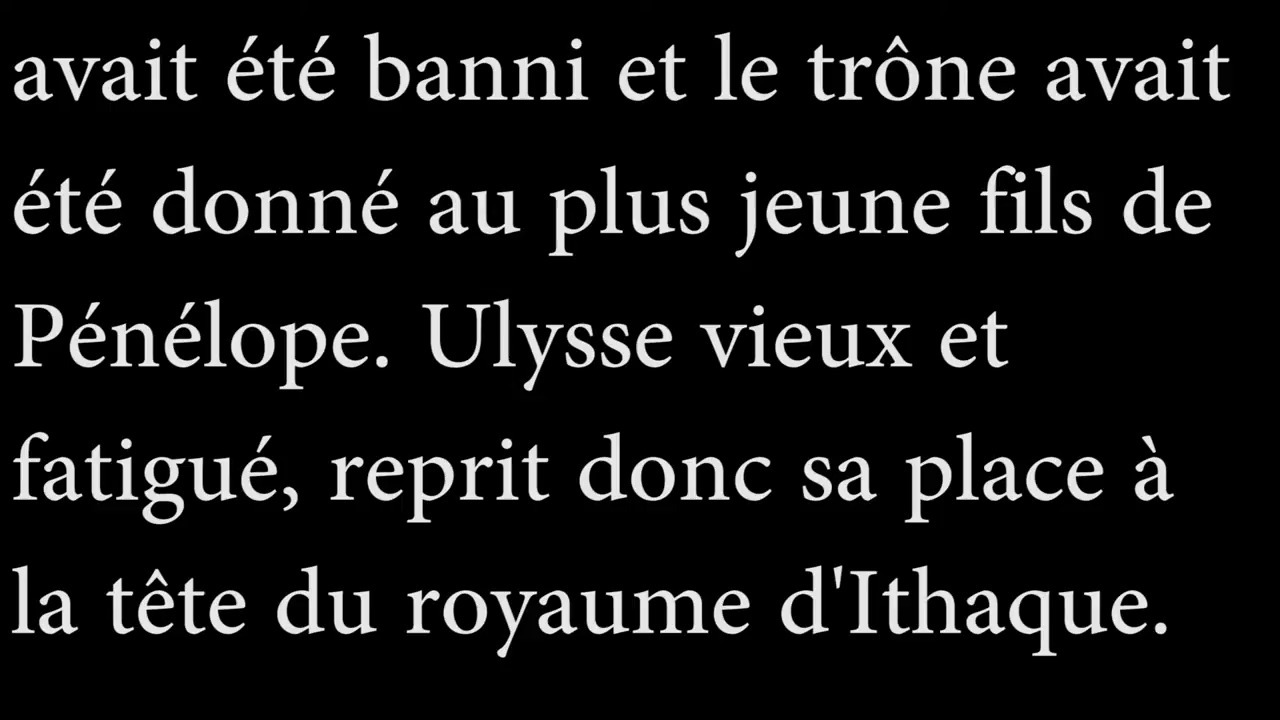 avait été banni et le trône avait
été donné au plus jeune fils de
Pénélope. Ulysse vieux et
fatigué, reprit donc sa place à
la tête du royaume d'Ithaque.